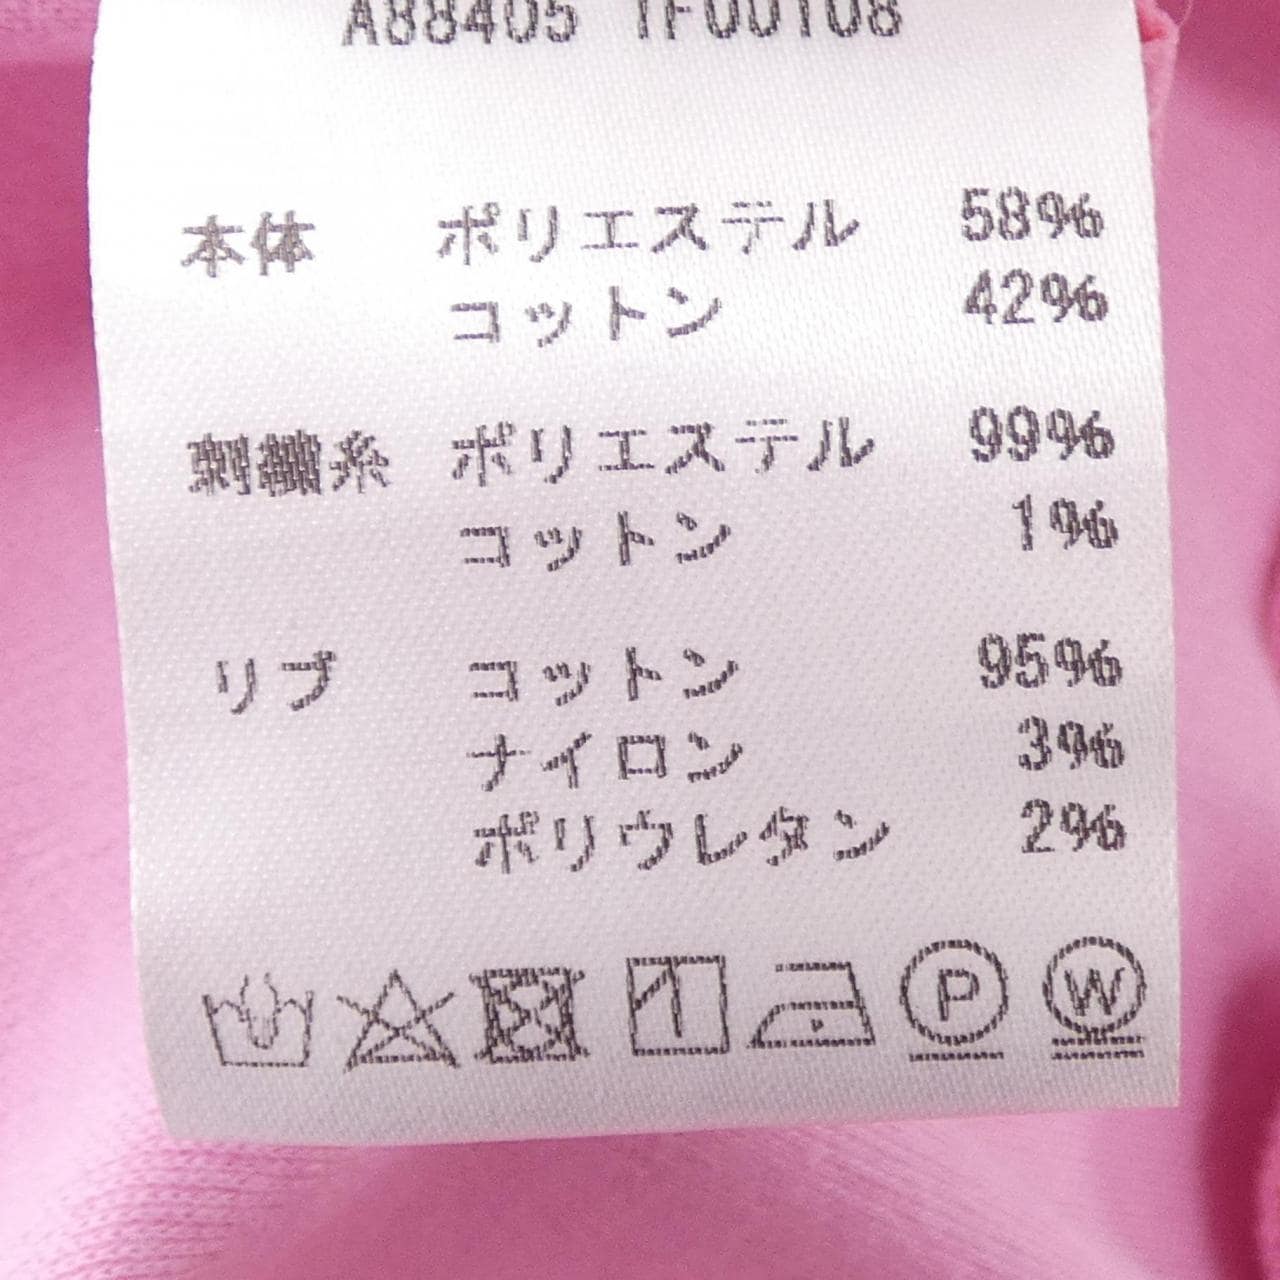 A88405 1F00108
本体 ポリエステル 58%
コットン 42%
刺繍糸 ポリエステル 99%
コットン 1%
リブ コットン 95%
ナイロン 3%
ポリウレタン 2%
P W